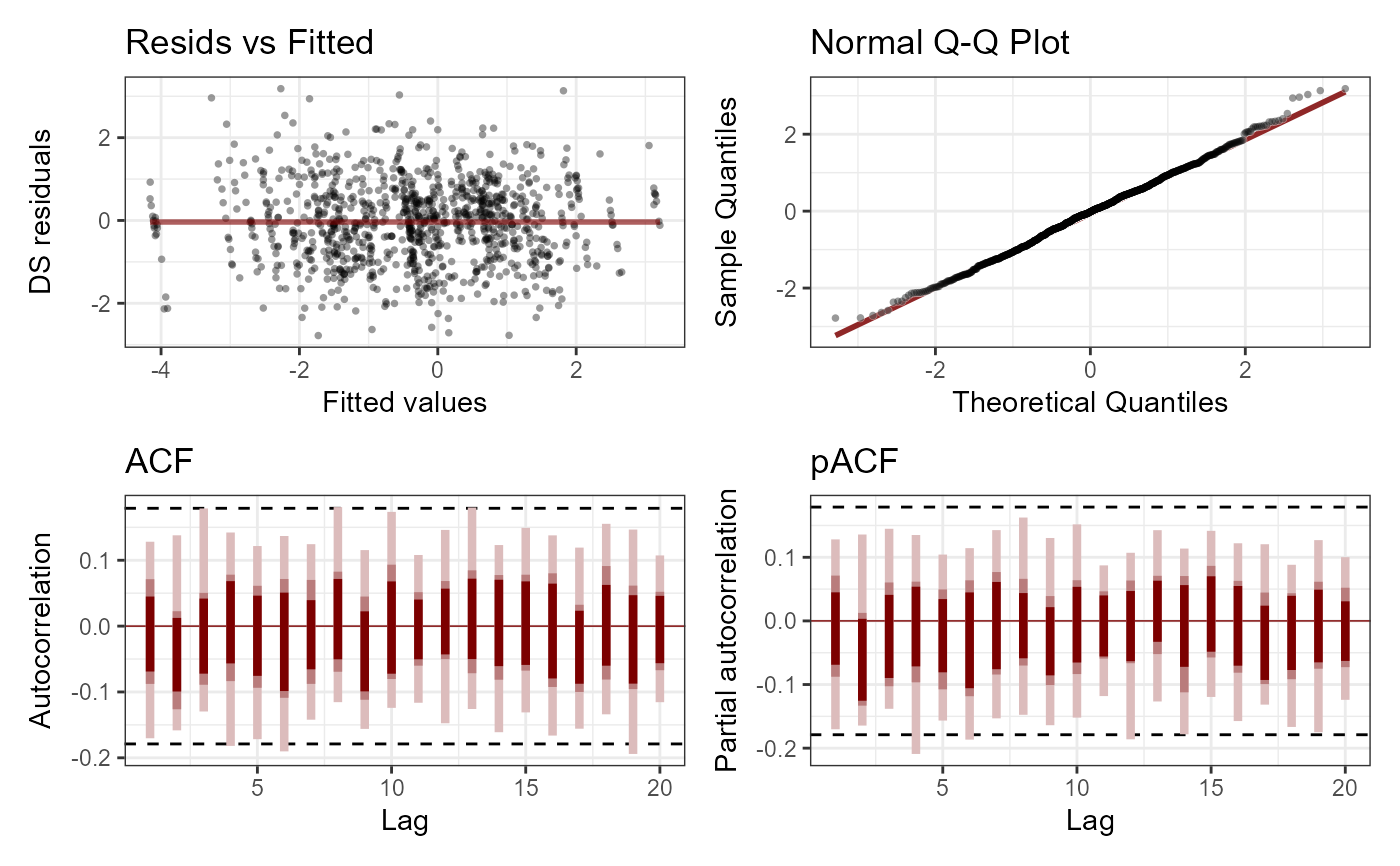 Resids vs Fitted
DS residuals
2
0
-2
-4
-2
0
2
Fitted values
Normal Q-Q Plot
Sample Quantiles
2
0
-2
-2
0
2
Theoretical Quantiles
ACF
Autocorrelation
0.1
0.0
-0.1
-0.2
5
10
15
20
Lag
pACF
Partial autocorrelation
0.1
0.0
-0.1
-0.2
5
10
15
20
Lag